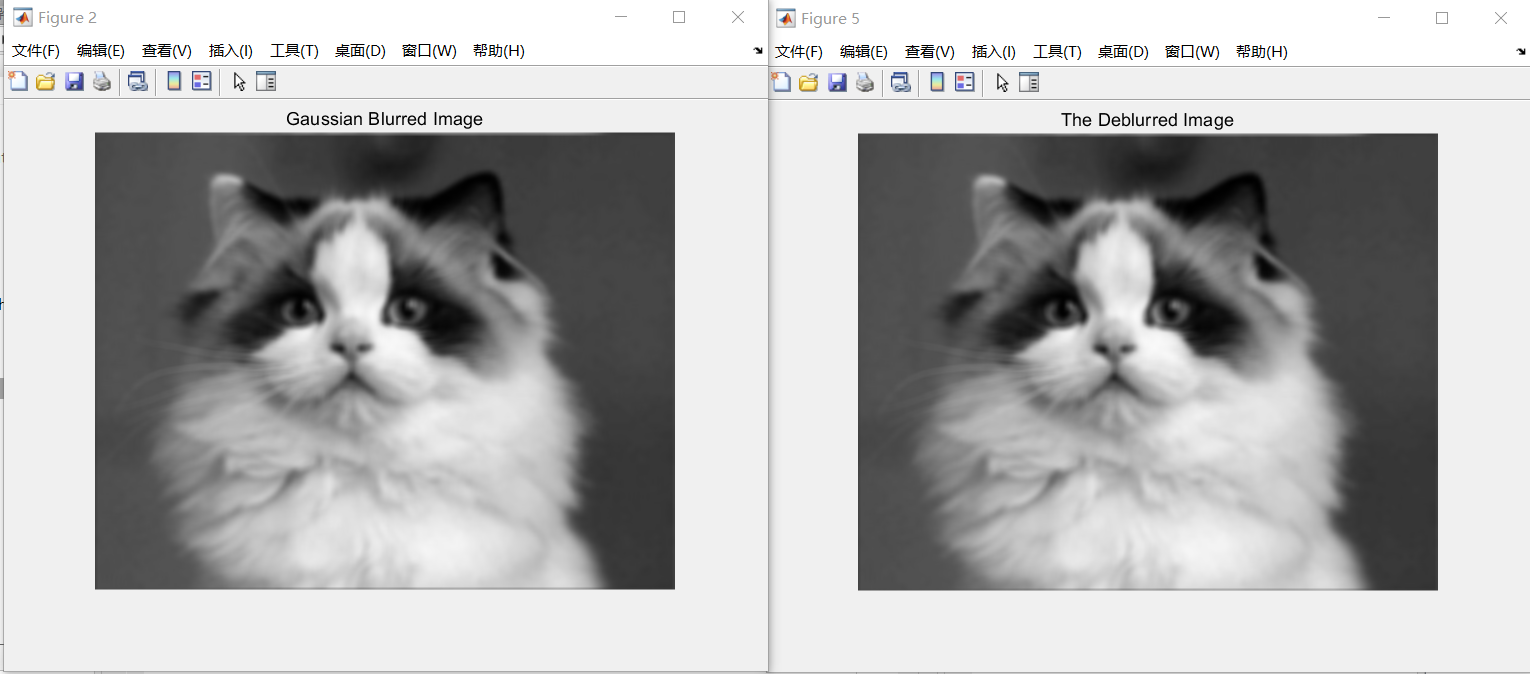 Figure 2
文件(F) 编辑(E) 查看(V) 插入(I) 工具(T) 桌面(D) 窗口(W) 帮助(H)
Gaussian Blurred Image
Figure 5
文件(F) 编辑(E) 查看(V) 插入(I) 工具(T) 桌面(D) 窗口(W) 帮助(H)
The Deblurred Image